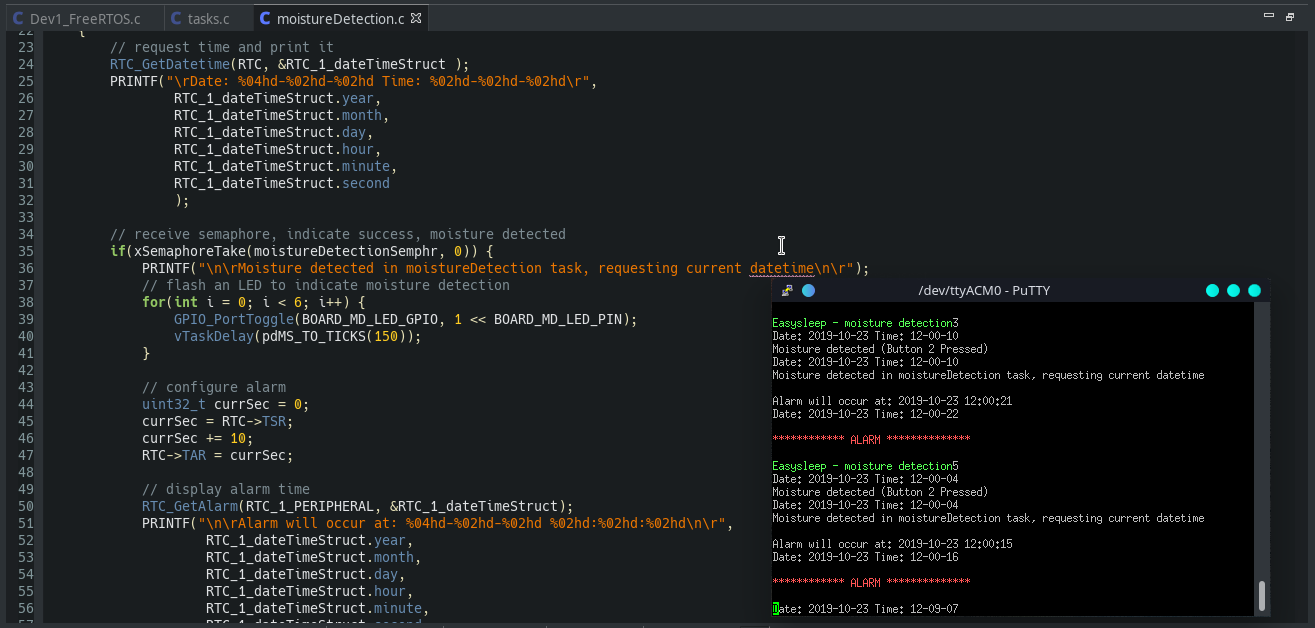 Dev1_FreeRTOS.c tasks.c moistureDetection.c
22 {
23 // request time and print it
24 RTC_GetDatetime(RTC, &RTC_1_dateTimeStruct );
25 PRINTF("\rDate: %04hd-%02hd-%02hd Time: %02hd-%02hd-%02hd\r",
26 RTC_1_dateTimeStruct.year,
27 RTC_1_dateTimeStruct.month,
28 RTC_1_dateTimeStruct.day,
29 RTC_1_dateTimeStruct.hour,
30 RTC_1_dateTimeStruct.minute,
31 RTC_1_dateTimeStruct.second
32 );
33
34 // receive semaphore, indicate success, moisture detected
35 if(xSemaphoreTake(moistureDetectionSemphr, 0)) {
36 PRINTF("\n\rMoisture detected in moistureDetection task, requesting current datetime\n\r");
37 // flash an LED to indicate moisture detection
38 for(int i = 0; i < 6; i++) {
39 GPIO_PortToggle(BOARD_MD_LED_GPIO, 1 << BOARD_MD_LED_PIN);
40 vTaskDelay(pdMS_TO_TICKS(150));
41 }
42
43 // configure alarm
44 uint32_t currSec = 0;
45 currSec = RTC->TSR;
46 currSec += 10;
47 RTC->TAR = currSec;
48
49 // display alarm time
50 RTC_GetAlarm(RTC_1_PERIPHERAL, &RTC_1_dateTimeStruct);
51 PRINTF("\n\rAlarm will occur at: %04hd-%02hd-%02hd %02hd:%02hd:%02hd\n\r",
52 RTC_1_dateTimeStruct.year,
53 RTC_1_dateTimeStruct.month,
54 RTC_1_dateTimeStruct.day,
55 RTC_1_dateTimeStruct.hour,
56 RTC_1_dateTimeStruct.minute,
57 RTC_1_dateTimeStruct.second
/dev/ttyACM0 - PuTTY
Easysleep - moisture detection3
Date: 2019-10-23 Time: 12-00-10
Moisture detected (Button 2 Pressed)
Date: 2019-10-23 Time: 12-00-10
Moisture detected in moistureDetection task, requesting current datetime
Alarm will occur at: 2019-10-23 12:00:21
Date: 2019-10-23 Time: 12-00-22
************ ALARM **************
Easysleep - moisture detection5
Date: 2019-10-23 Time: 12-00-04
Moisture detected (Button 2 Pressed)
Date: 2019-10-23 Time: 12-00-04
Moisture detected in moistureDetection task, requesting current datetime
Alarm will occur at: 2019-10-23 12:00:15
Date: 2019-10-23 Time: 12-00-16
************ ALARM **************
Date: 2019-10-23 Time: 12-09-07